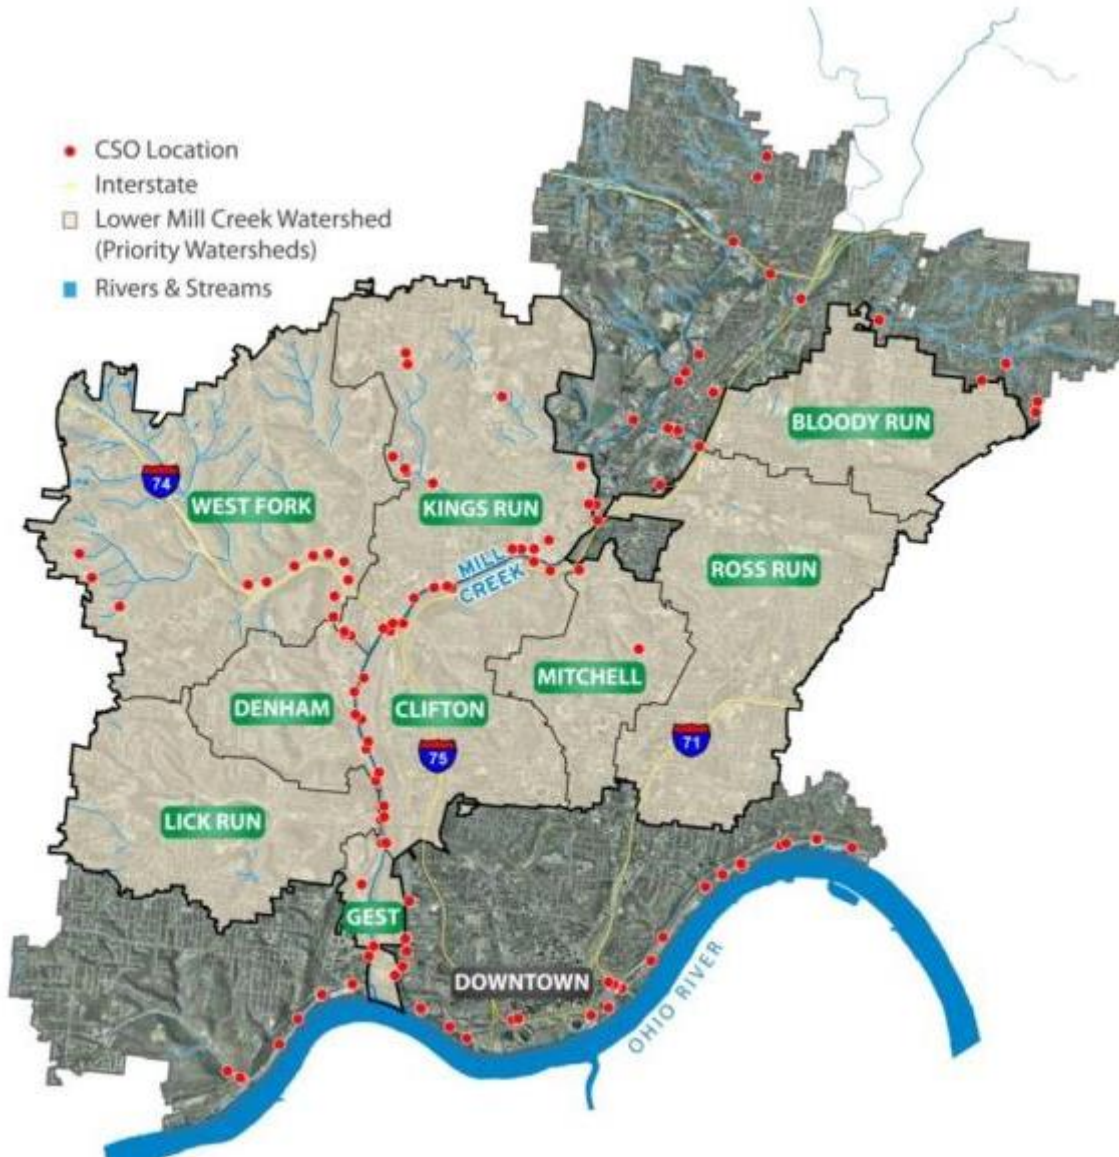 CSO Location
Interstate
Lower Mill Creek Watershed
(Priority Watersheds)
Rivers & Streams
BLOODY RUN
74
WEST FORK
KINGS RUN
MILL
CREEK
ROSS RUN
MITCHELL
DENHAM
CLIFTON
71
75
LICK RUN
GEST
DOWNTOWN
OHIO RIVER